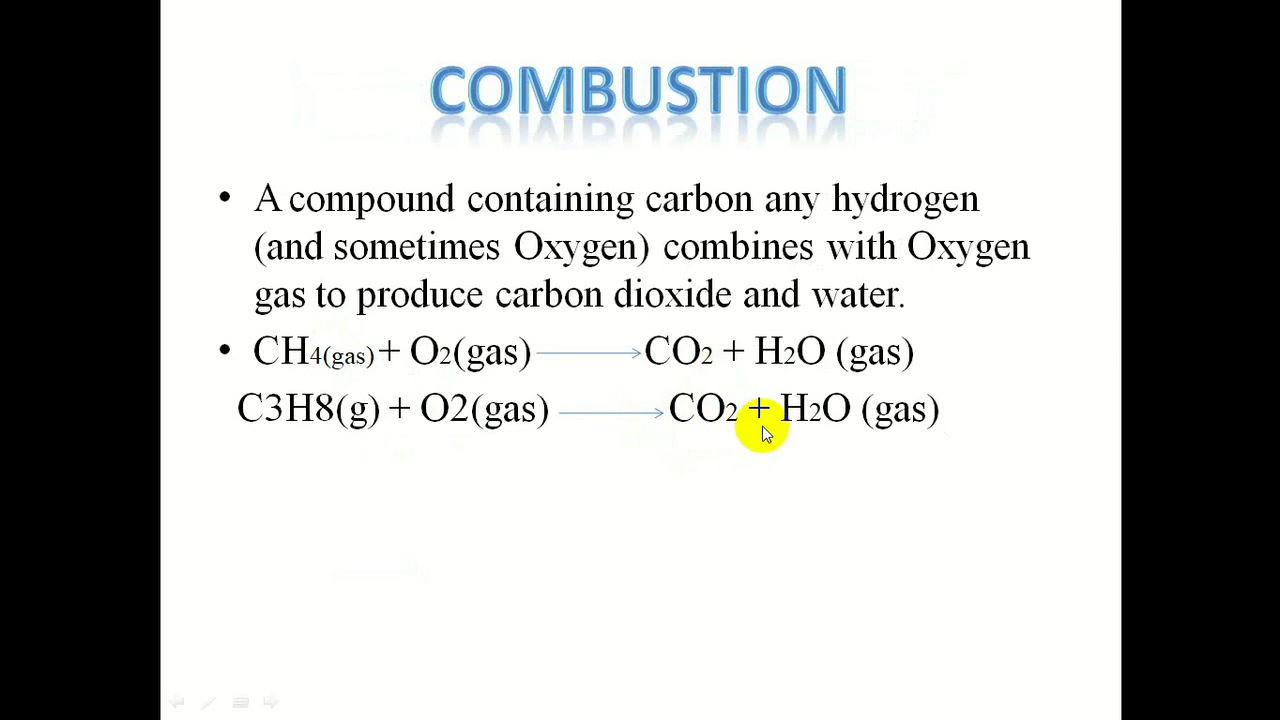 COMBUSTION
• A compound containing carbon any hydrogen
(and sometimes Oxygen) combines with Oxygen
gas to produce carbon dioxide and water.
• CH4(gas) + O2(gas) ⟶ CO2 + H2O (gas)
C3H8(g) + O2(gas) ⟶ CO2 + H2O (gas)